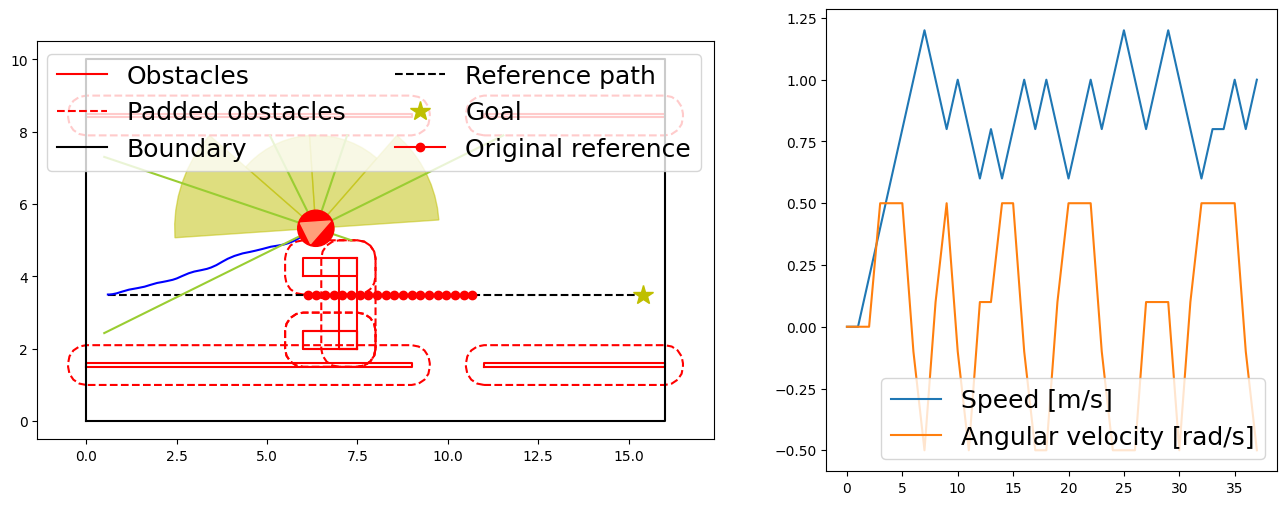 Obstacles
Padded obstacles
Boundary
Reference path
Goal
Original reference
10
8
6
4
2
0
0.0 2.5 5.0 7.5 10.0 12.5 15.0
1.25
1.00
0.75
0.50
0.25
0.00
−0.25
−0.50
Speed [m/s]
Angular velocity [rad/s]
0 5 10 15 20 25 30 35